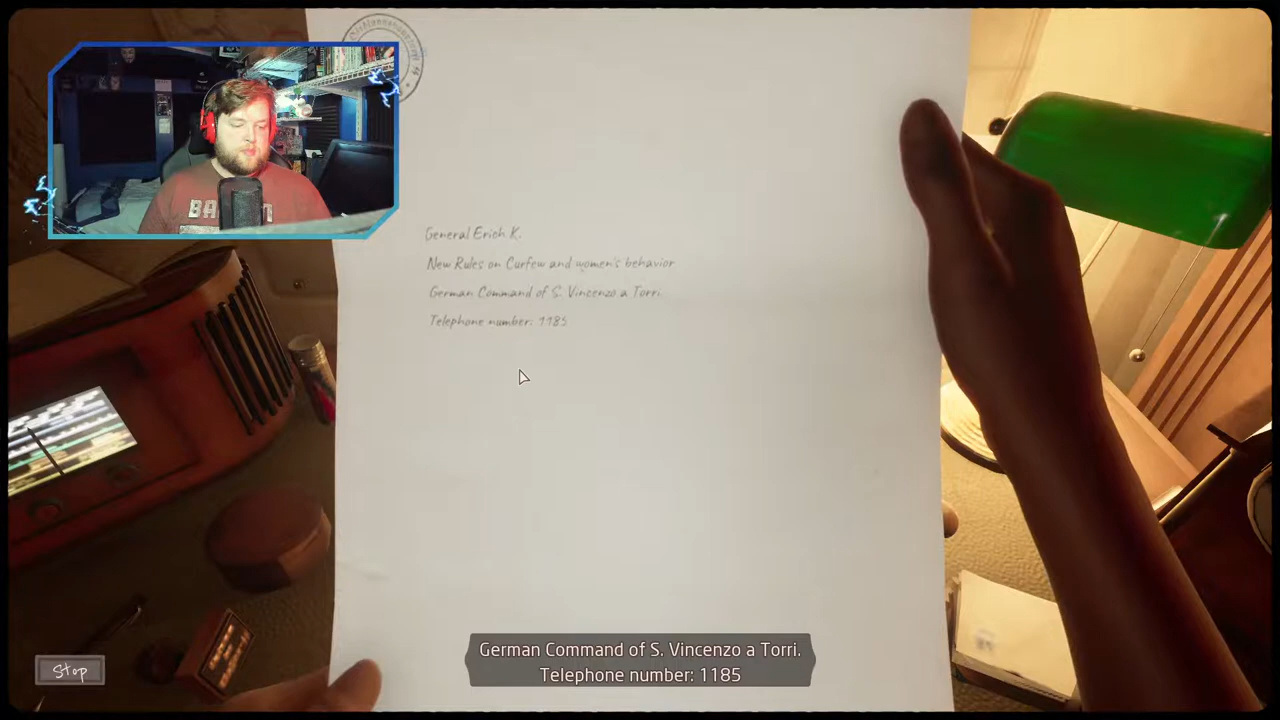 General Erich K.
New Rules on Curfew and women's behavior
German Command of S. Vincenzo a Torri.
Telephone number: 1185
German Command of S. Vincenzo a Torri.
Telephone number: 1185
Stop